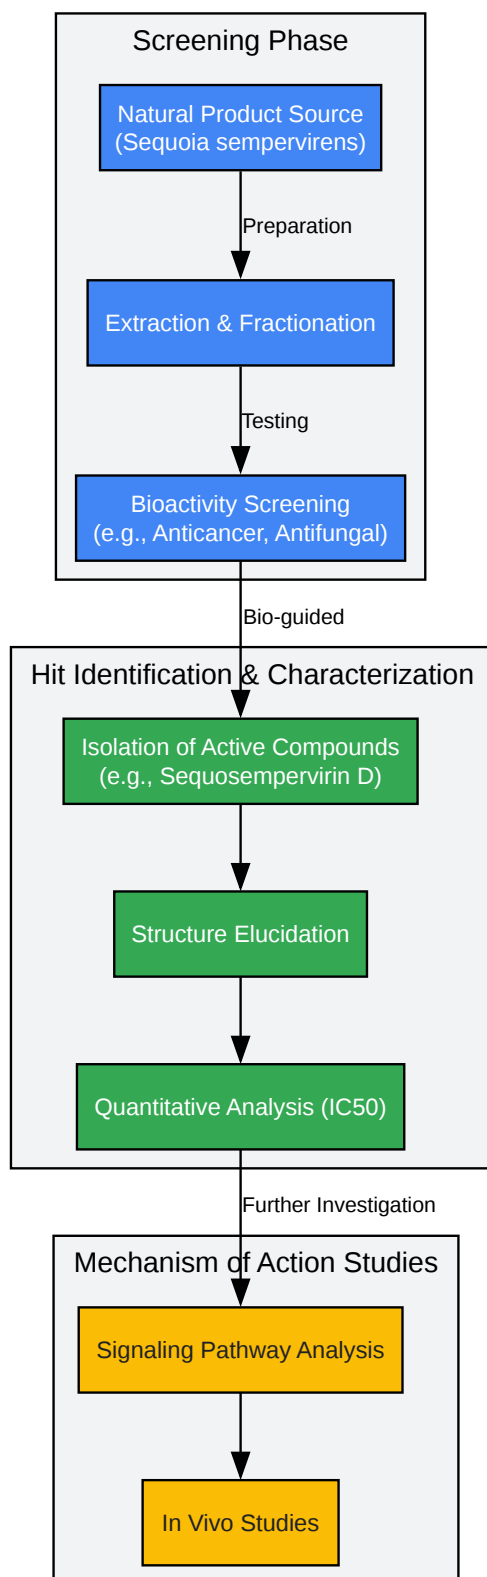 Screening Phase
Natural Product Source
(Sequoia sempervirens)
Preparation
Extraction & Fractionation
Testing
Bioactivity Screening
(e.g., Anticancer, Antifungal)
Bio-guided
Hit Identification & Characterization
Isolation of Active Compounds
(e.g., Sequosempervirin D)
Structure Elucidation
Quantitative Analysis (IC50)
Further Investigation
Mechanism of Action Studies
Signaling Pathway Analysis
In Vivo Studies